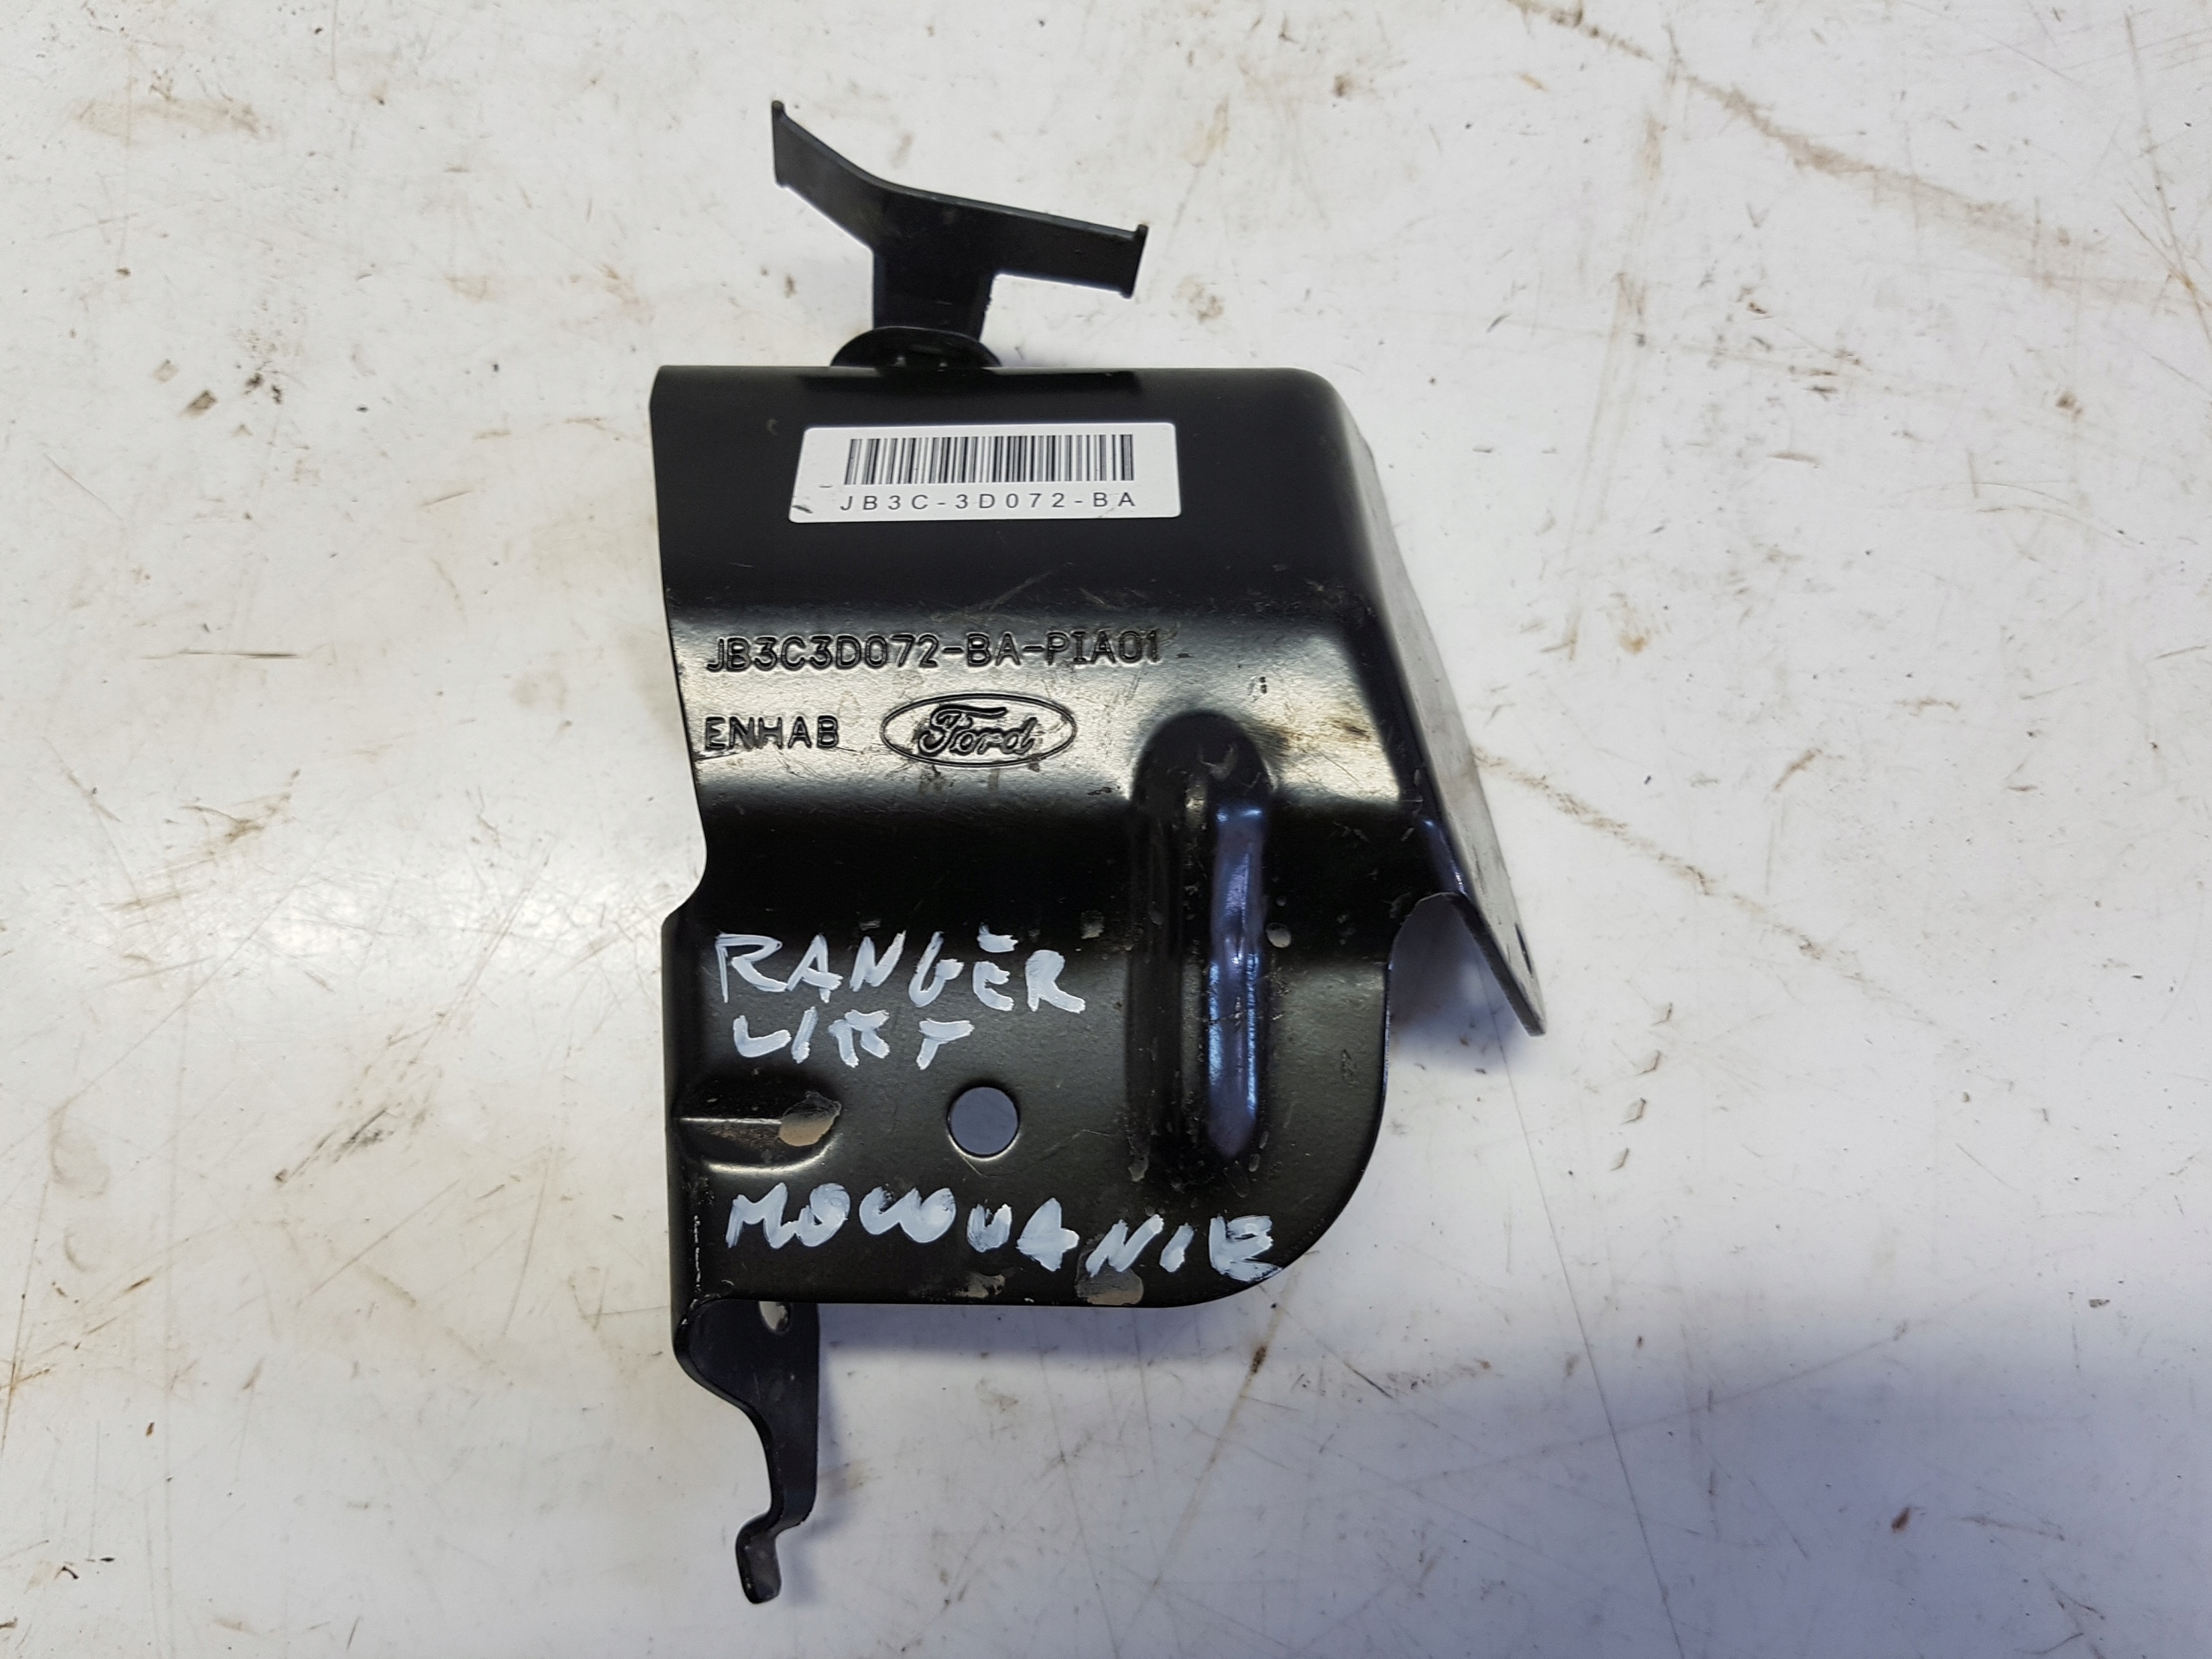 JB3C-3D072-BA
JB3C3D072-BA-PIA01
ENHAB Ford
RANGER
LIFT
MOCOWANIE